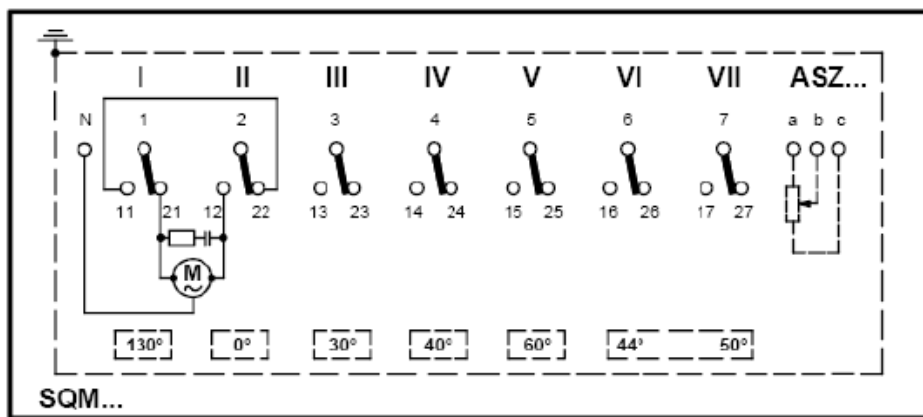 I II III IV V VI VII ASZ...
N 1 2 3 4 5 6 7 a b c
11 21 12 22 13 23 14 24 15 25 16 26 17 27
M
~
130° 0° 30° 40° 60° 44° 50°
SQM...